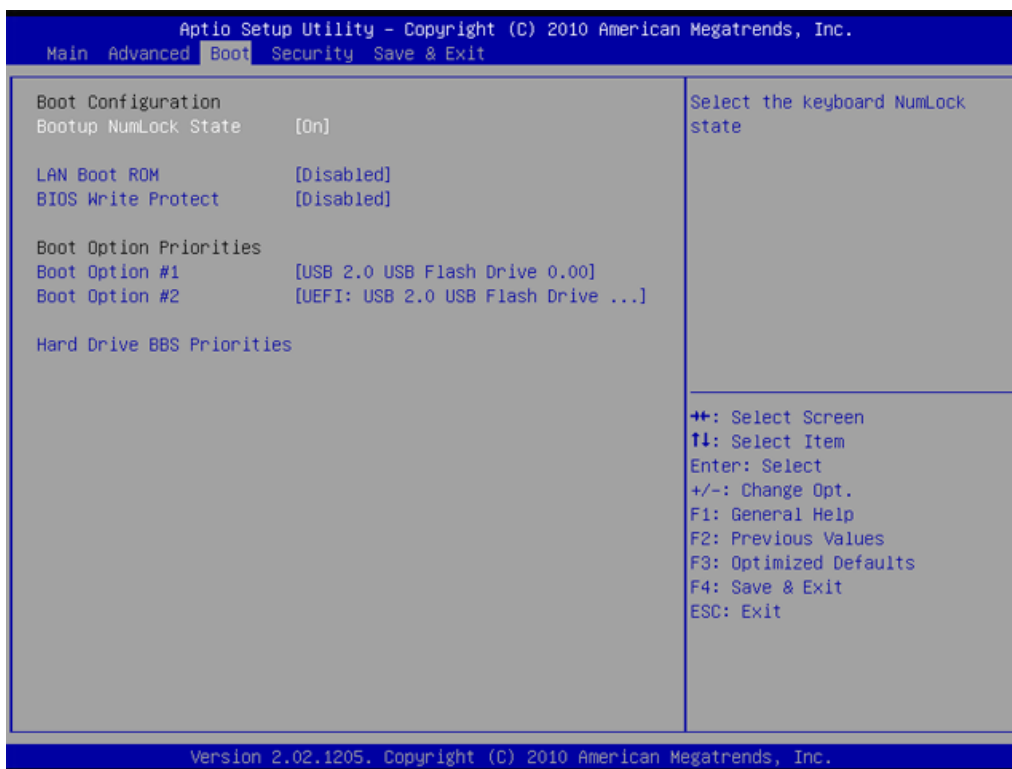 Aptio Setup Utility – Copyright (C) 2010 American Megatrends, Inc.
Main Advanced Boot Security Save & Exit
Boot Configuration
Bootup NumLock State [On]
LAN Boot ROM [Disabled]
BIOS Write Protect [Disabled]
Boot Option Priorities
Boot Option #1 [USB 2.0 USB Flash Drive 0.00]
Boot Option #2 [UEFI: USB 2.0 USB Flash Drive ...]
Hard Drive BBS Priorities
Select the keyboard NumLock
state
→←: Select Screen
↑↓: Select Item
Enter: Select
+/-: Change Opt.
F1: General Help
F2: Previous Values
F3: Optimized Defaults
F4: Save & Exit
ESC: Exit
Version 2.02.1205. Copyright (C) 2010 American Megatrends, Inc.